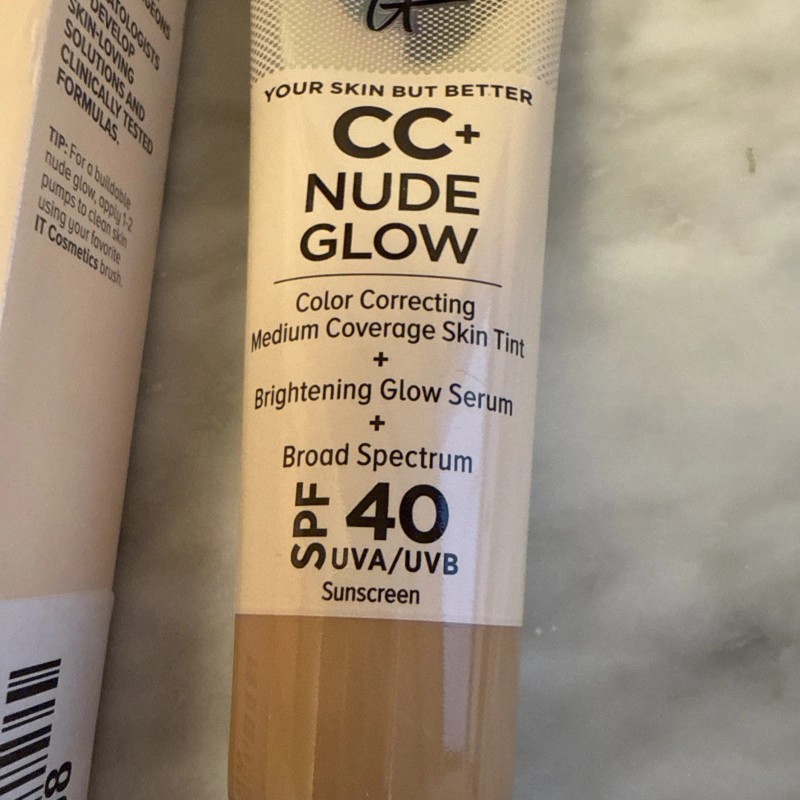 DEVELOP
SKIN-LOVING
SOLUTIONS AND
CLINICALLY TESTED
FORMULAS.
TIP: For a buildable
nude glow, apply 1-2
pumps to clean skin
using your favorite
IT Cosmetics brush.
YOUR SKIN BUT BETTER
CC+
NUDE
GLOW
Color Correcting
Medium Coverage Skin Tint
+
Brightening Glow Serum
+
Broad Spectrum
SPF 40
UVA/UVB
Sunscreen